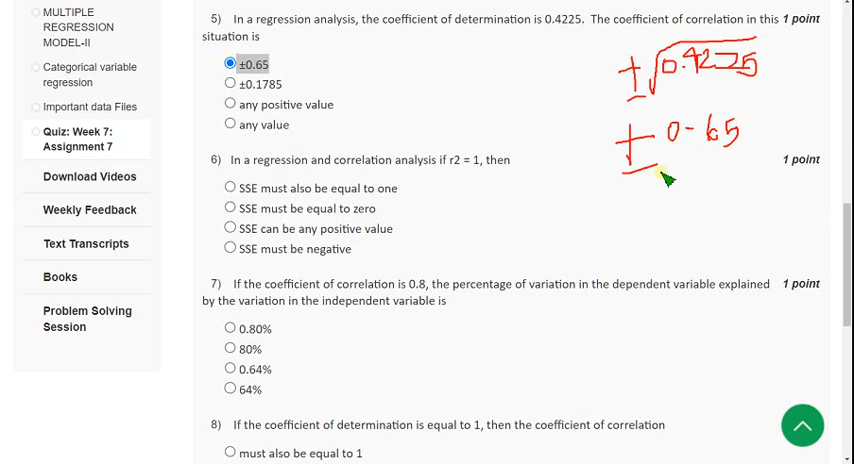 MULTIPLE
REGRESSION
MODEL-II
Categorical variable
regression
Important data Files
Quiz: Week 7:
Assignment 7
Download Videos
Weekly Feedback
Text Transcripts
Books
Problem Solving
Session
5) In a regression analysis, the coefficient of determination is 0.4225. The coefficient of correlation in this 1 point
situation is
±0.65
±0.1785
any positive value
any value
±√0.4225
± 0-65
6) In a regression and correlation analysis if r2 = 1, then 1 point
SSE must also be equal to one
SSE must be equal to zero
SSE can be any positive value
SSE must be negative
7) If the coefficient of correlation is 0.8, the percentage of variation in the dependent variable explained 1 point
by the variation in the independent variable is
0.80%
80%
0.64%
64%
8) If the coefficient of determination is equal to 1, then the coefficient of correlation
must also be equal to 1